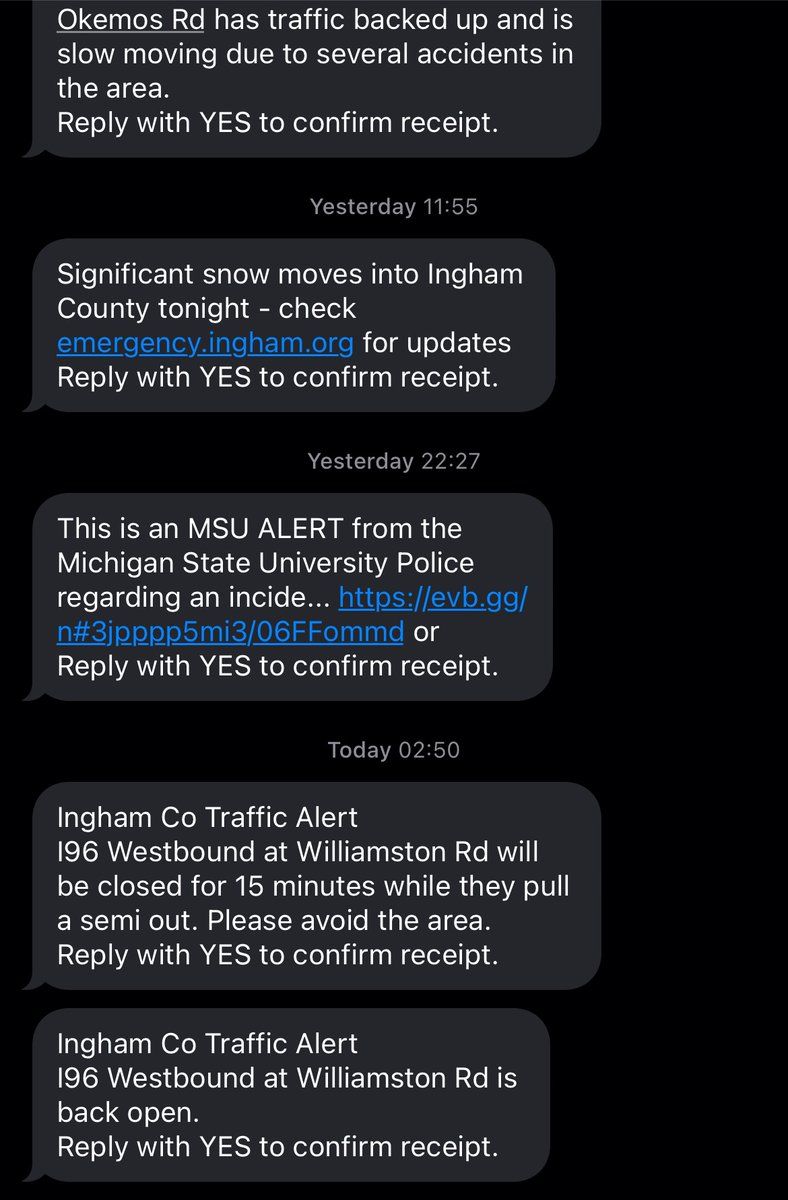 Okemos Rd has traffic backed up and is
slow moving due to several accidents in
the area.
Reply with YES to confirm receipt.
Yesterday 11:55
Significant snow moves into Ingham
County tonight - check
emergency.ingham.org for updates
Reply with YES to confirm receipt.
Yesterday 22:27
This is an MSU ALERT from the
Michigan State University Police
regarding an incide... https://evb.gg/
n#3jpppp5mi3/06FFommd or
Reply with YES to confirm receipt.
Today 02:50
Ingham Co Traffic Alert
I96 Westbound at Williamston Rd will
be closed for 15 minutes while they pull
a semi out. Please avoid the area.
Reply with YES to confirm receipt.
Ingham Co Traffic Alert
I96 Westbound at Williamston Rd is
back open.
Reply with YES to confirm receipt.